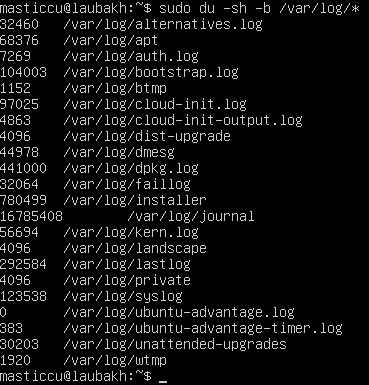 masticcu@laubakh:~$ sudo du -sh -b /var/log/*
32460 /var/log/alternatives.log
68376 /var/log/apt
7269 /var/log/auth.log
104003 /var/log/bootstrap.log
1152 /var/log/btmp
97025 /var/log/cloud-init.log
4863 /var/log/cloud-init-output.log
4096 /var/log/dist-upgrade
44978 /var/log/dmesg
441000 /var/log/dpkg.log
32064 /var/log/faillog
780499 /var/log/installer
16785408 /var/log/journal
56694 /var/log/kern.log
4096 /var/log/landscape
292584 /var/log/lastlog
4096 /var/log/private
123538 /var/log/syslog
0 /var/log/ubuntu-advantage.log
383 /var/log/ubuntu-advantage-timer.log
30203 /var/log/unattended-upgrades
1920 /var/log/wtmp
masticcu@laubakh:~$ _